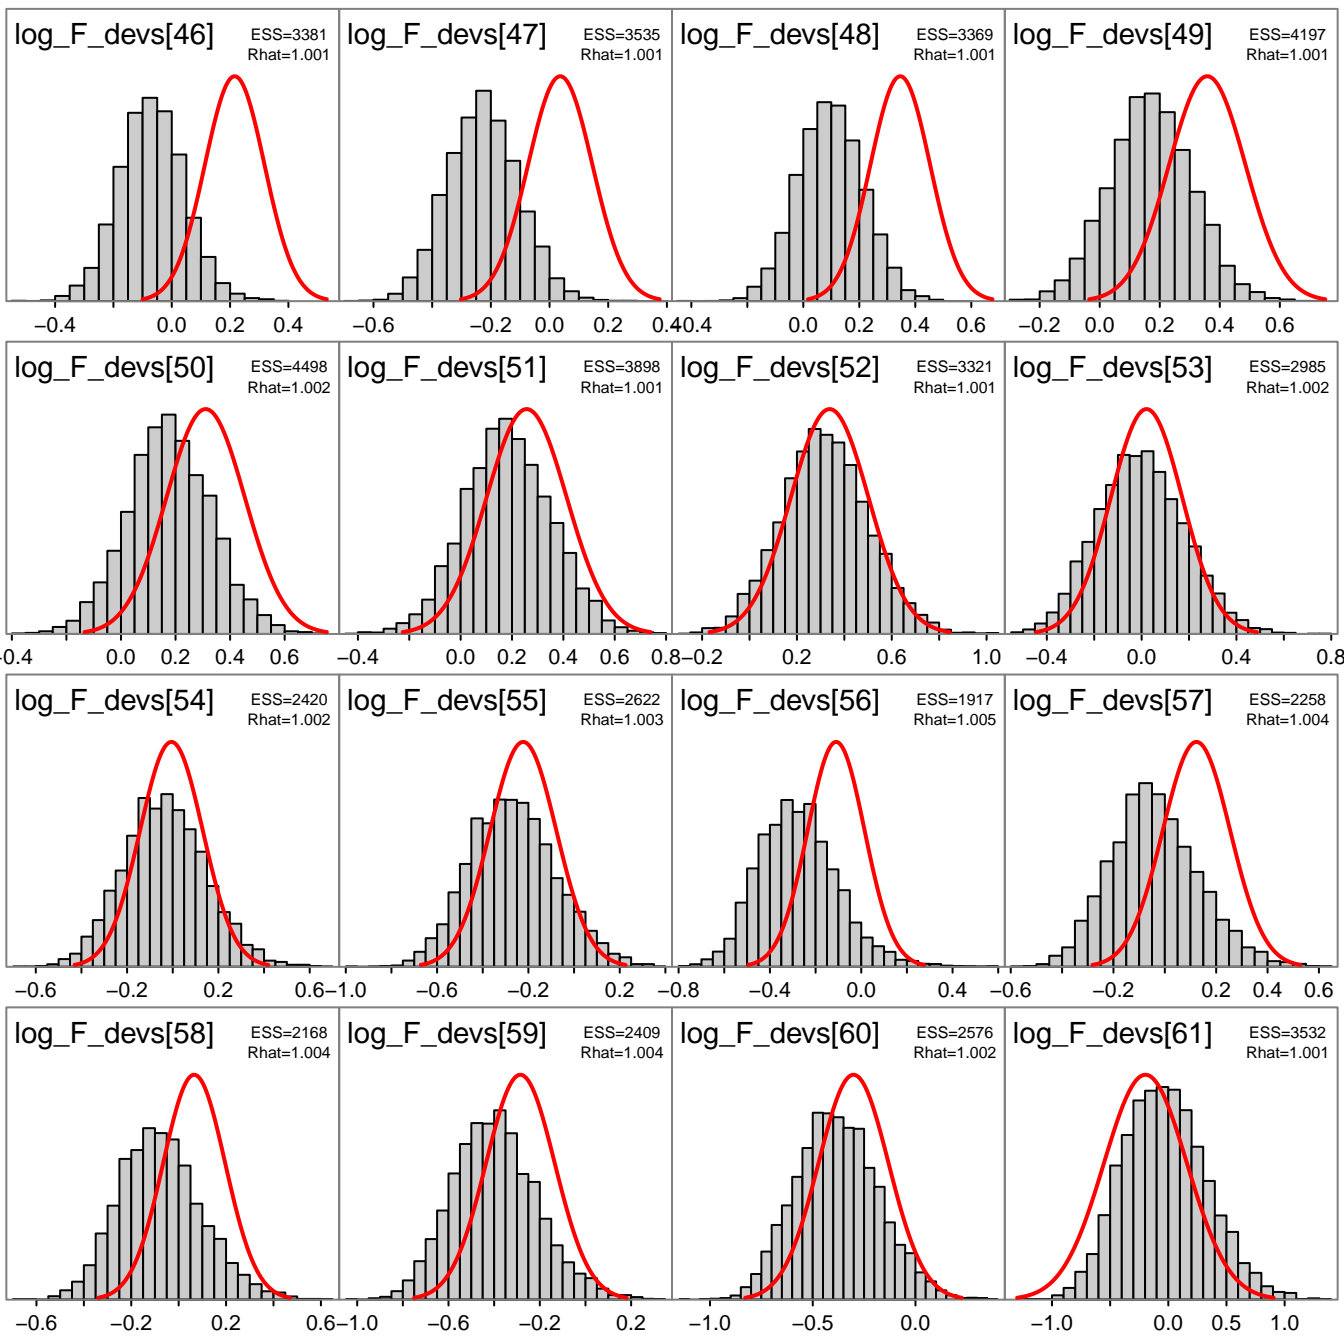 log_F_devs[46] ESS=3381
Rhat=1.001
log_F_devs[47] ESS=3535
Rhat=1.001
log_F_devs[48] ESS=3369
Rhat=1.001
log_F_devs[49] ESS=4197
Rhat=1.001
−0.4 0.0 0.2 0.4
−0.6 −0.2 0.0 0.4
−0.4 0.0 0.2 0.4 0.6
−0.2 0.0 0.2 0.4 0.6
log_F_devs[50] ESS=4498
Rhat=1.002
log_F_devs[51] ESS=3898
Rhat=1.001
log_F_devs[52] ESS=3321
Rhat=1.001
log_F_devs[53] ESS=2985
Rhat=1.002
−0.4 0.0 0.2 0.4 0.6
−0.4 0.0 0.2 0.4 0.6 0.8
−0.2 0.2 0.6 1.0
−0.4 0.0 0.4 0.8
log_F_devs[54] ESS=2420
Rhat=1.002
log_F_devs[55] ESS=2622
Rhat=1.003
log_F_devs[56] ESS=1917
Rhat=1.005
log_F_devs[57] ESS=2258
Rhat=1.004
−0.6 −0.2 0.2 0.6
−1.0 −0.6 −0.2 0.2
−0.8 −0.4 0.0 0.4
−0.6 −0.2 0.2 0.4 0.6
log_F_devs[58] ESS=2168
Rhat=1.004
log_F_devs[59] ESS=2409
Rhat=1.004
log_F_devs[60] ESS=2576
Rhat=1.002
log_F_devs[61] ESS=3532
Rhat=1.001
−0.6 −0.2 0.2 0.6
−1.0 −0.6 −0.2 0.2
−1.0 −0.5 0.0
−1.0 0.0 0.5 1.0